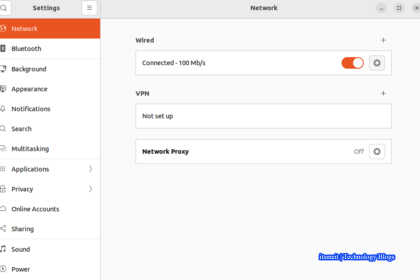 Settings
Network
Network
Bluetooth
Background
Appearance
Notifications
Search
Multitasking
Applications
Privacy
Online Accounts
Sharing
Sound
Power
Wired
Connected - 100 Mb/s
VPN
Not set up
Network Proxy
Off
itsmeit | Technology Blogs